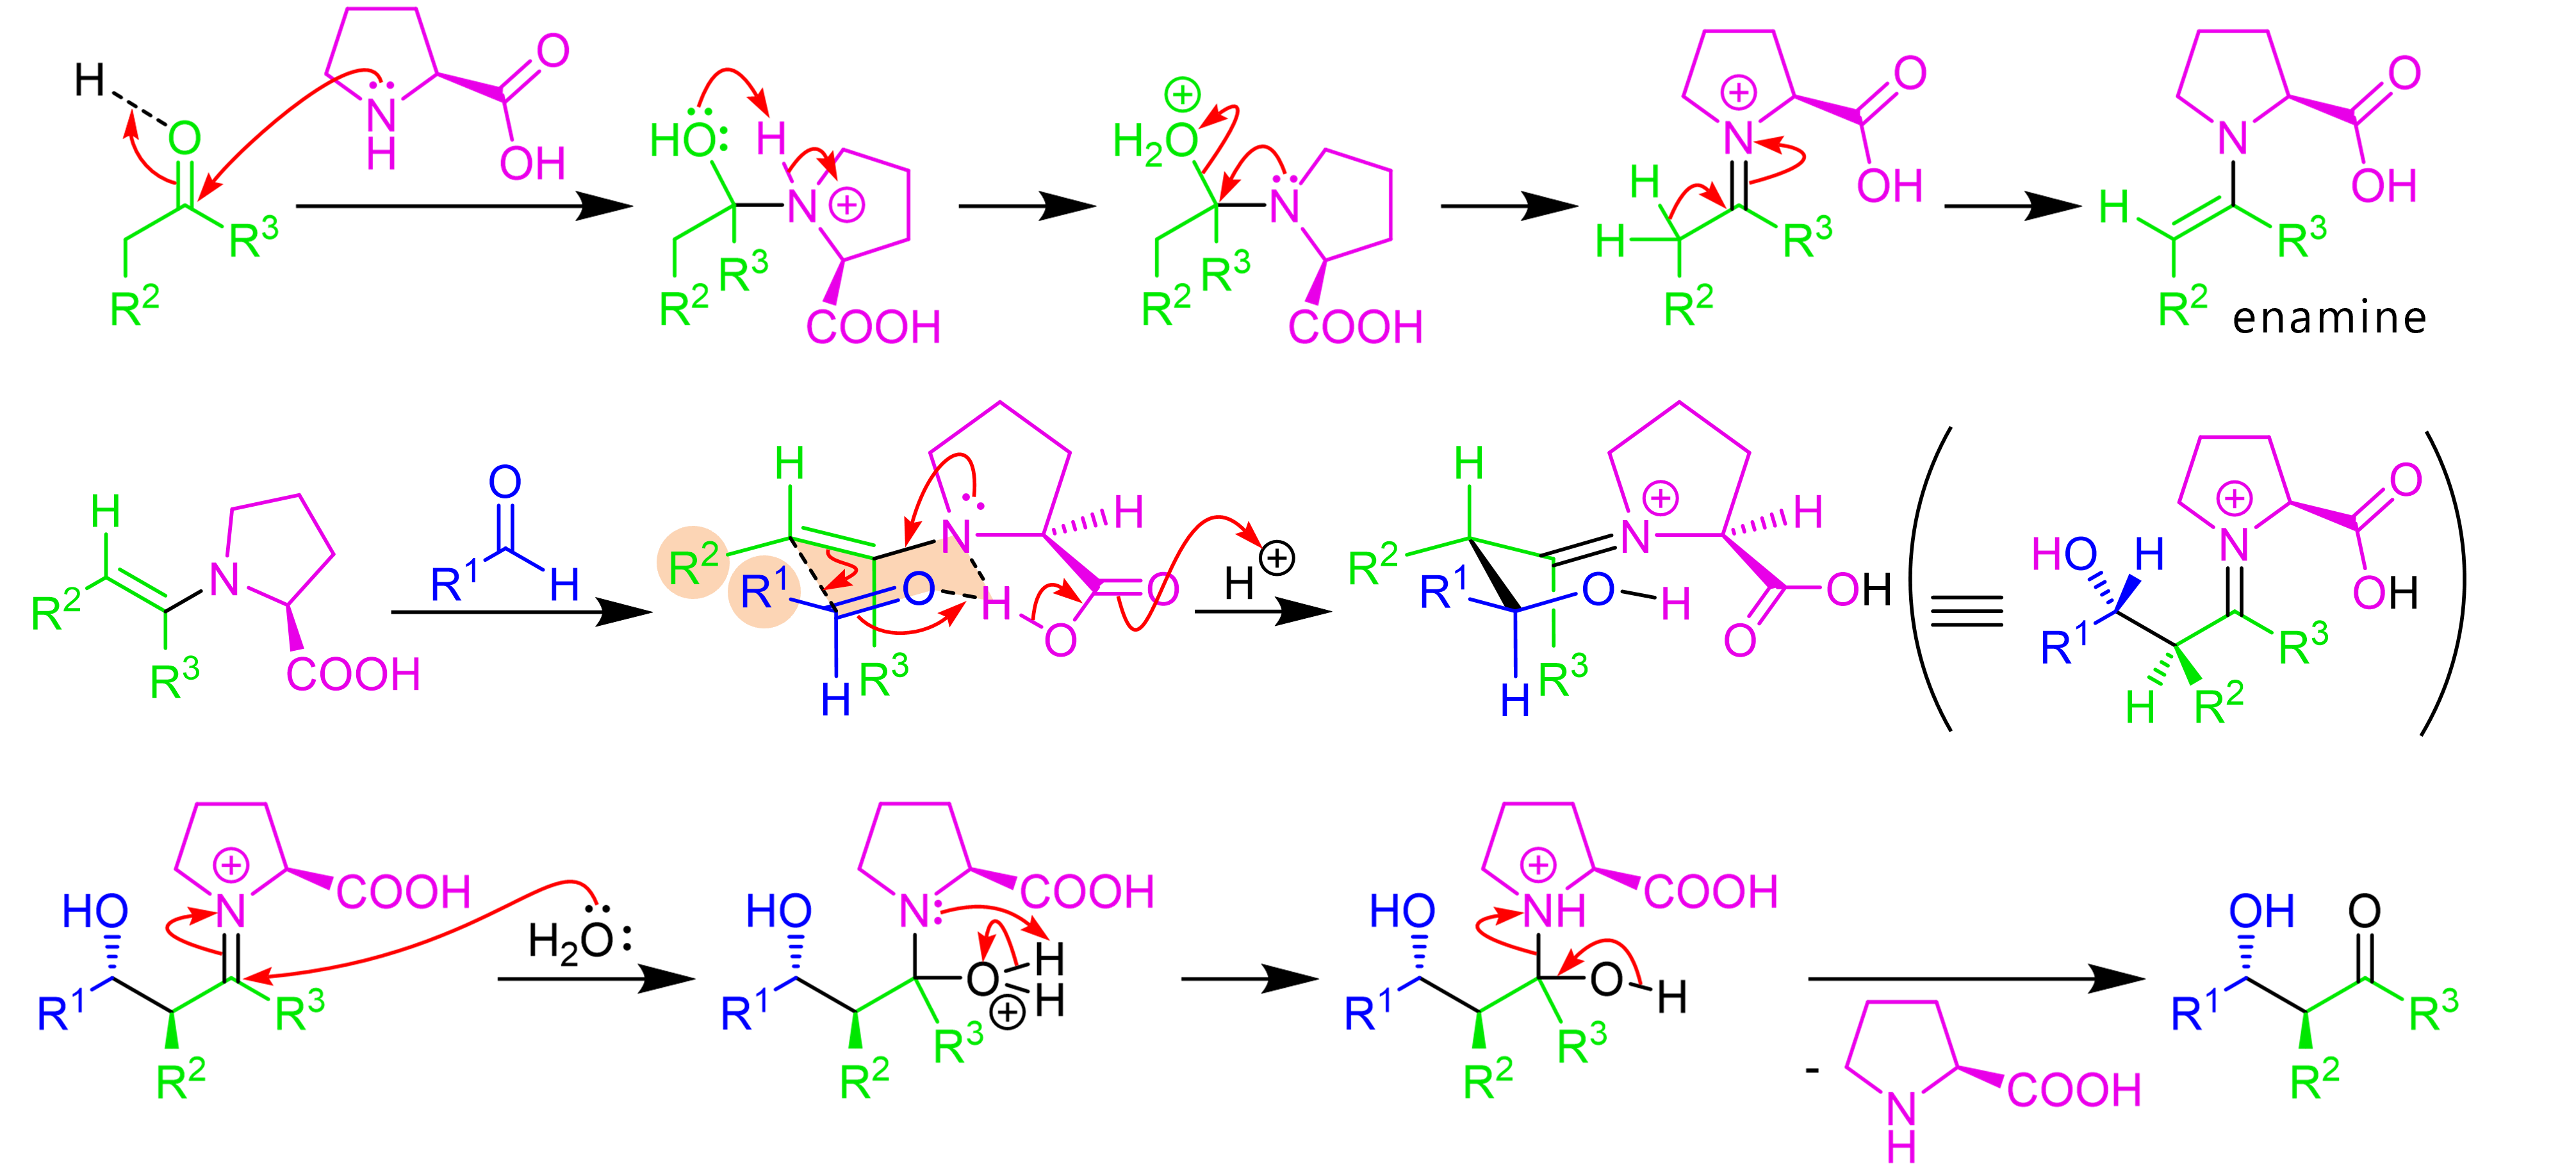 H O N H O OH R² R³
HO H N ⊕ R² R³ COOH
⊕ H₂O N R² R³ COOH
⊕ N O OH H H R² R³
N O OH H R² R³
enamine
H R² N R³ COOH
O R¹ H
H R² R¹ O N H H O O R³ H
H⊕
H R² R¹ O H N ⊕ H OH O R³ H
HO H R¹ H R² R³ N ⊕ O OH
HO R¹ R² R³ N ⊕ COOH
H₂O
HO R¹ R² R³ N COOH O H H ⊕
HO R¹ R² R³ ⊕ NH COOH O H
- N H COOH
OH O R¹ R² R³